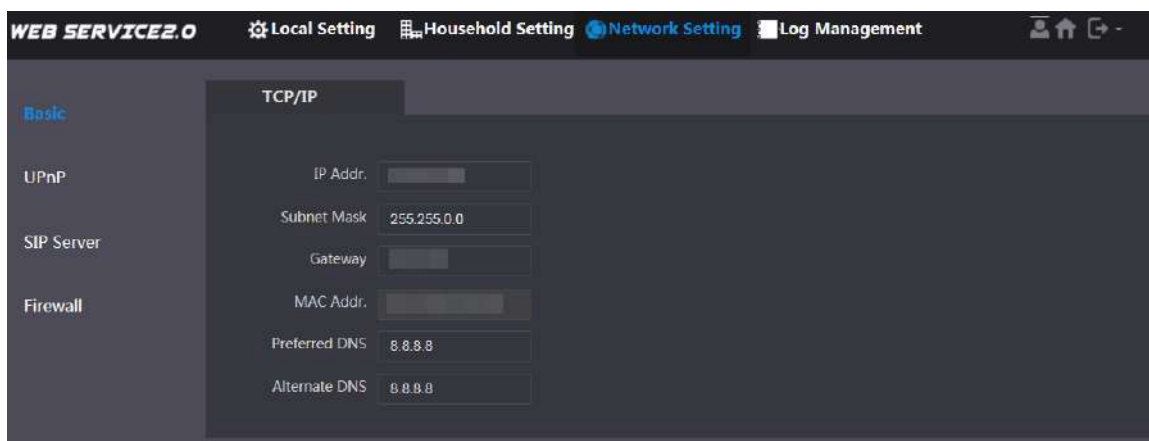 WEB SERVICE2.0 Local Setting Household Setting Network Setting Log Management
TCP/IP
Basic
UPnP
SIP Server
Firewall
IP Addr.
Subnet Mask 255.255.0.0
Gateway
MAC Addr.
Preferred DNS 8.8.8.8
Alternate DNS 8.8.8.8